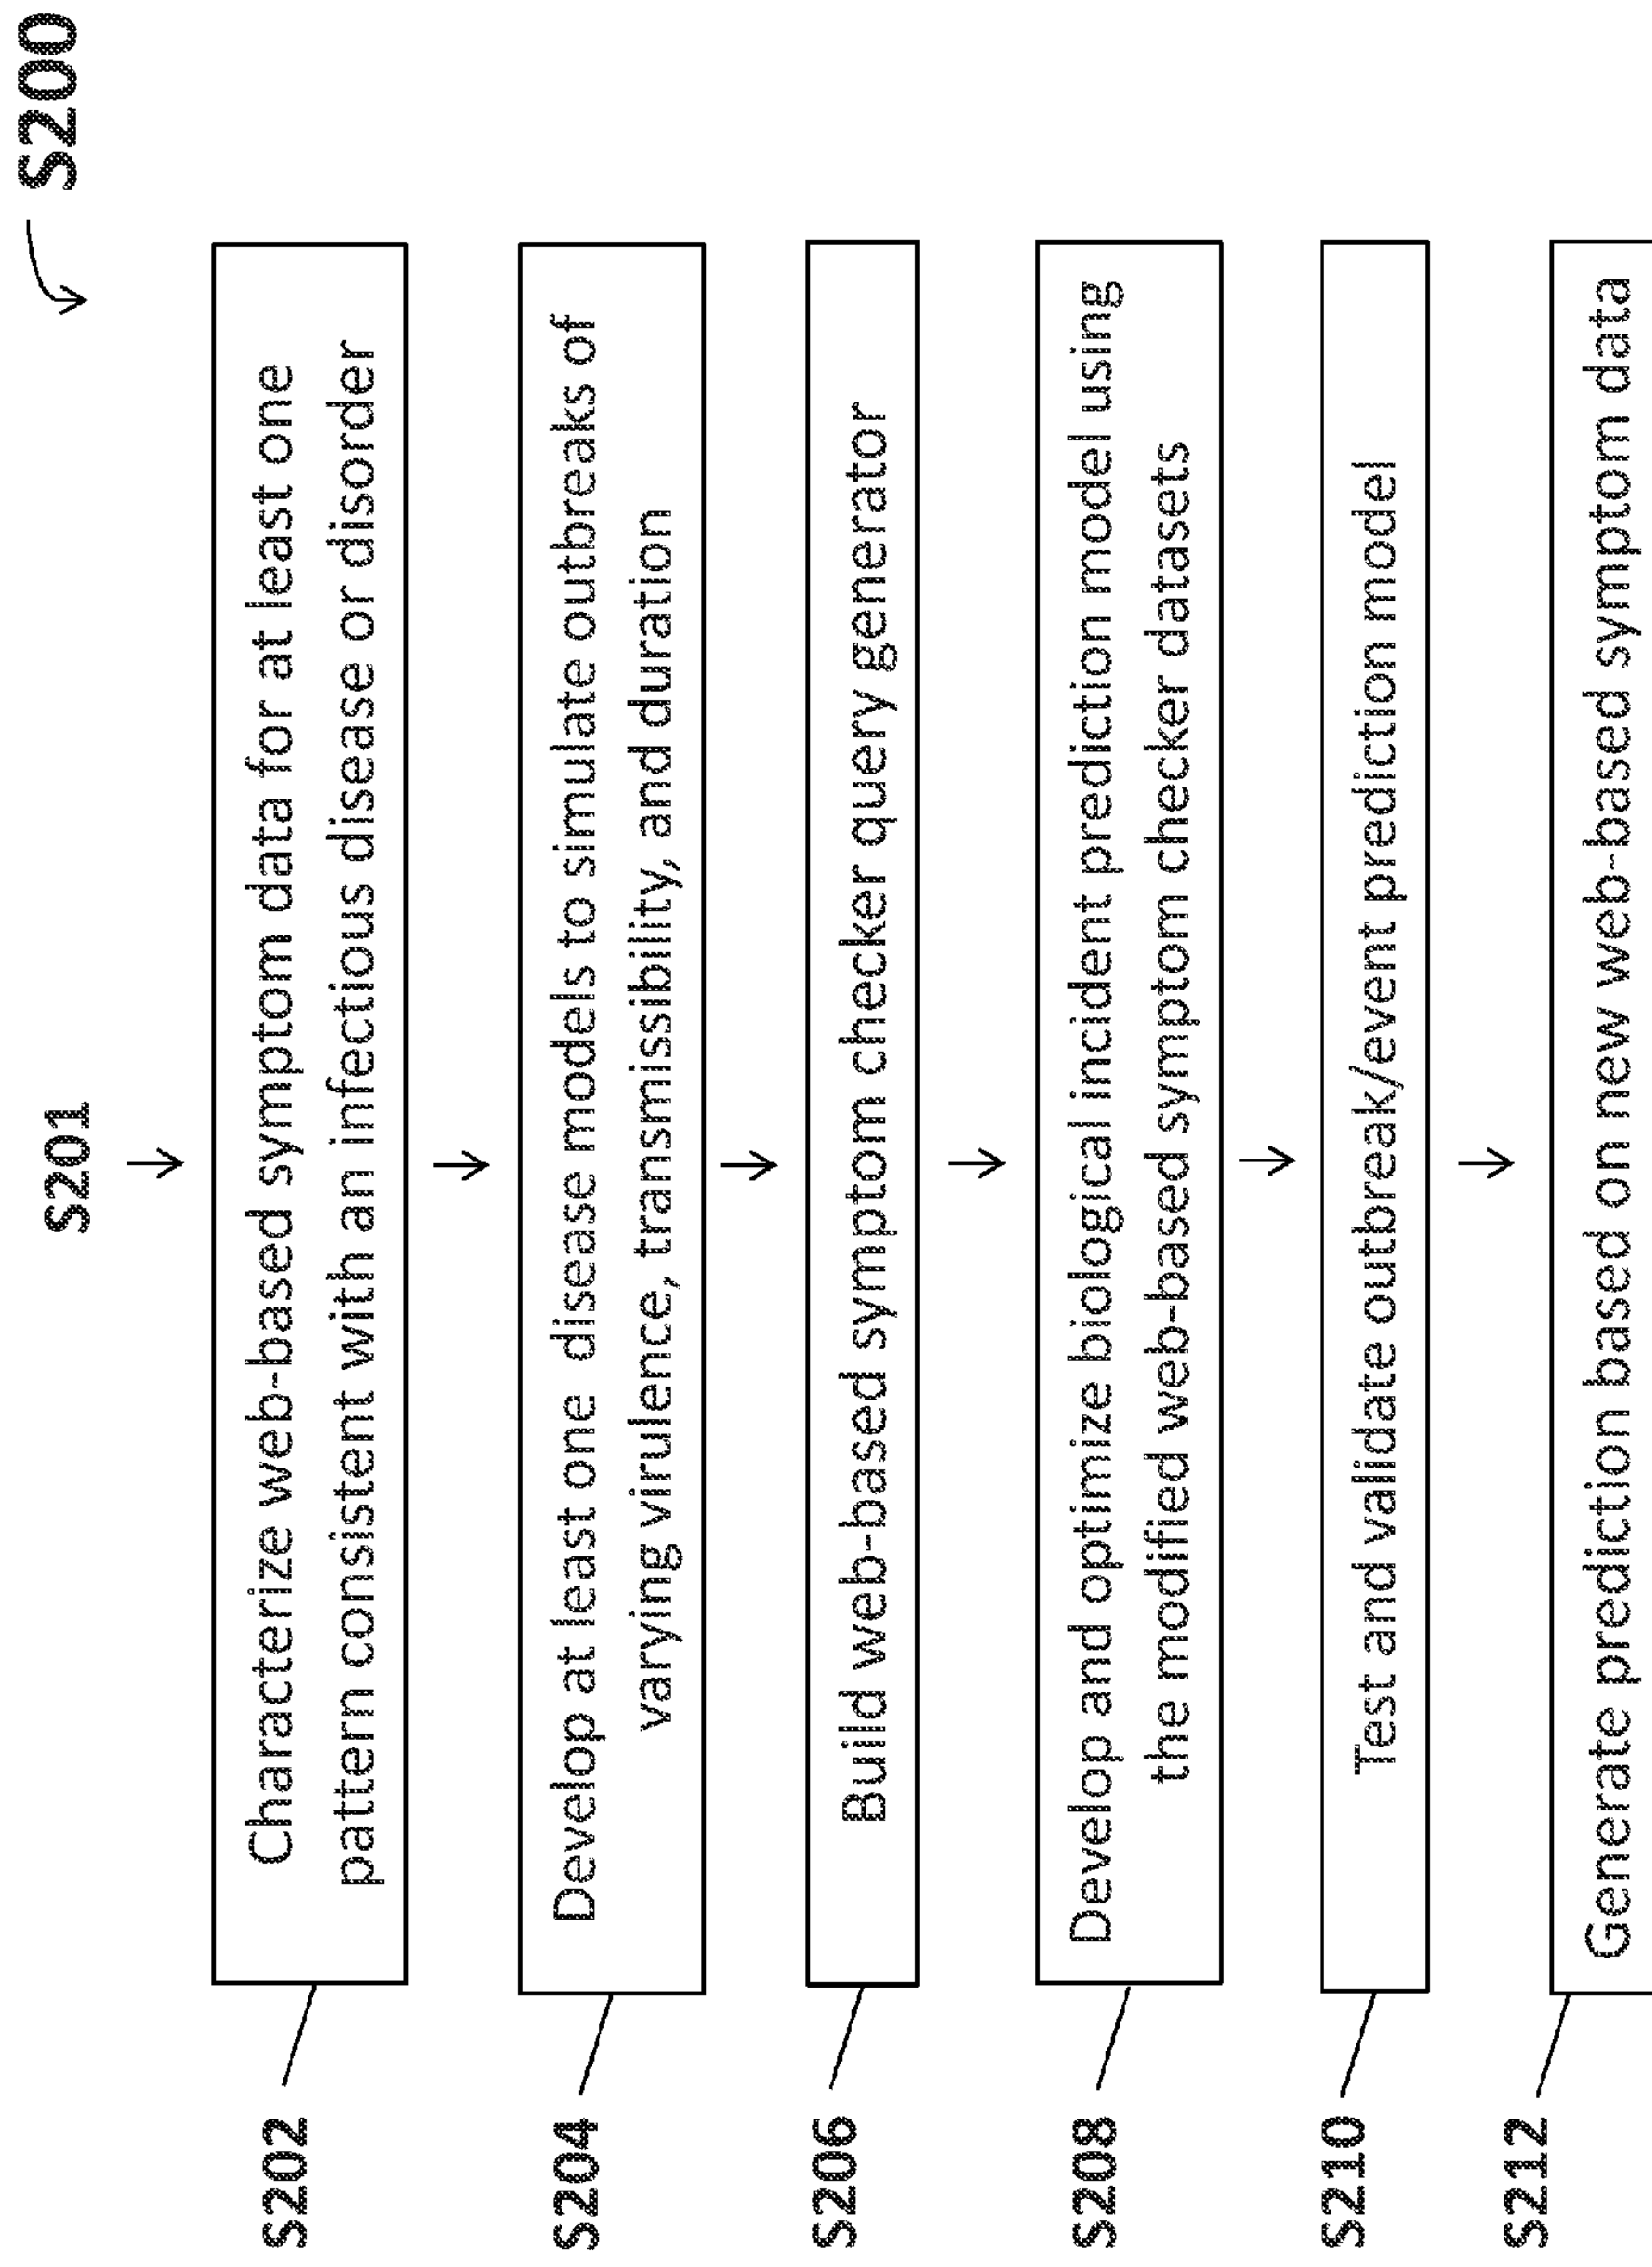 S200
S201
S202
Characterize web-based symptom data for at least one
pattern consistent with an infectious disease or disorder
S204
Develop at least one disease models to simulate outbreaks of
varying virulence, transmissibility, and duration
S206
Build web-based symptom checker query generator
S208
Develop and optimize biological incident prediction model using
the modified web-based symptom checker datasets
S210
Test and validate outbreak/event prediction model
S212
Generate prediction based on new web-based symptom data